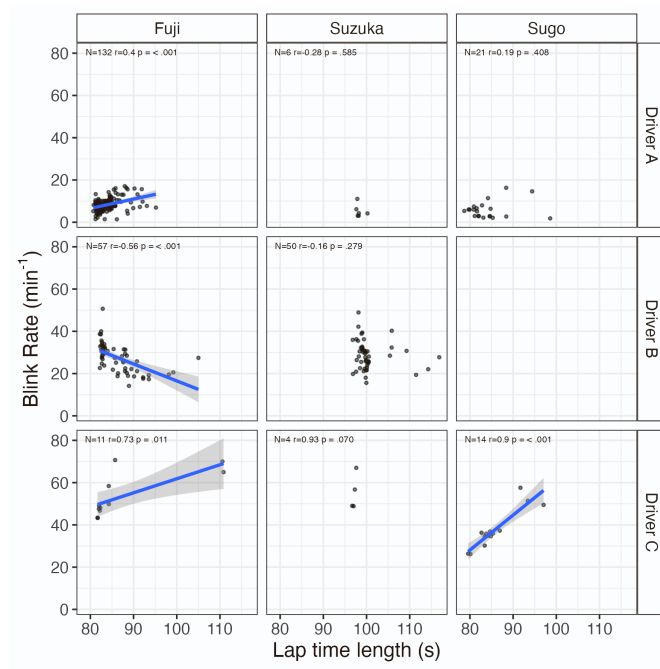 Fuji Suzuka Sugo
N=132 r=0.4 p = < .001 N=6 r=-0.28 p = .585 N=21 r=0.19 p = .408
80
60
40
20
0
Driver A
N=57 r=-0.56 p = < .001 N=50 r=-0.16 p = .279
80
60
40
20
0
Driver B
Blink Rate (min⁻¹)
N=11 r=0.73 p = .011 N=4 r=0.93 p = .070 N=14 r=0.9 p = < .001
80
60
40
20
0
Driver C
80 90 100 110 80 90 100 110 80 90 100 110
Lap time length (s)